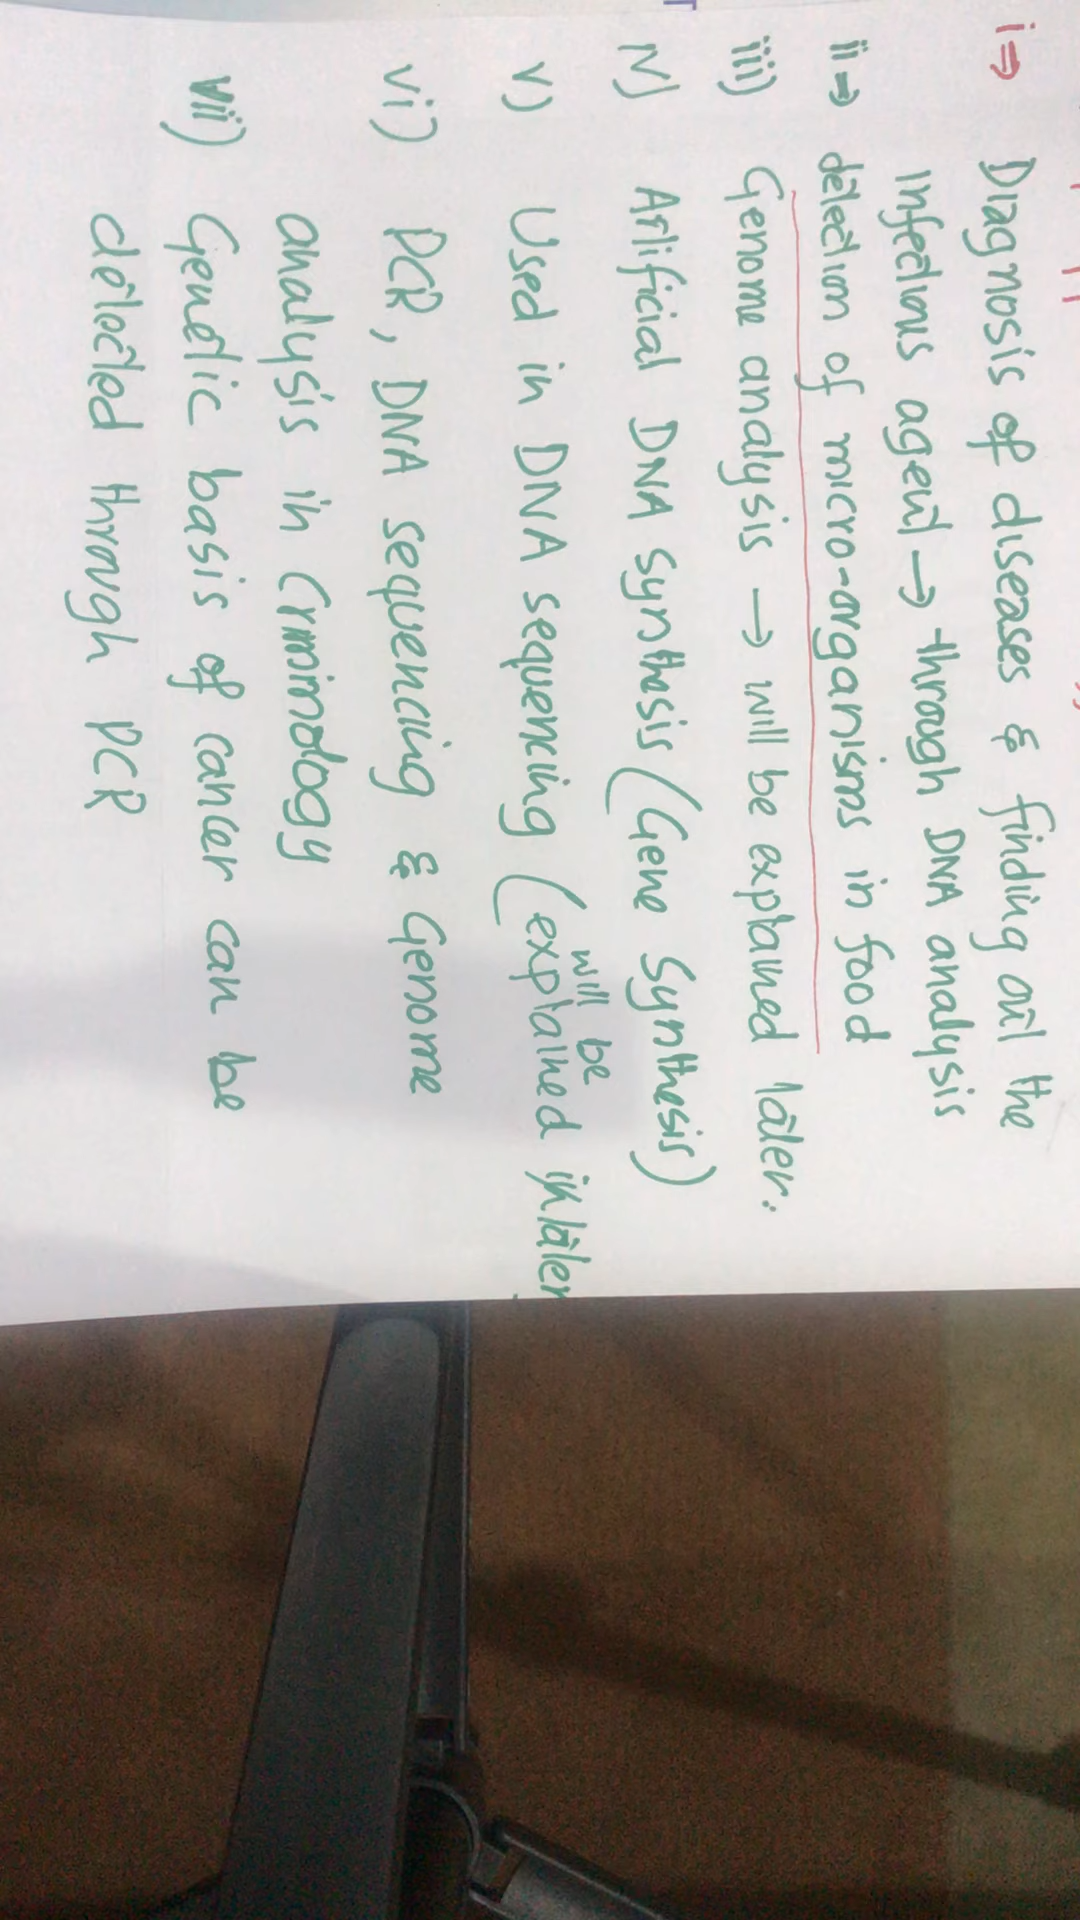 i⇒ Diagnosis of diseases & finding out the
infectious agent → through DNA analysis
ii⇒ detection of micro-organisms in food
iii) Genome analysis → will be explained later.
iv) Artificial DNA synthesis (Gene Synthesis)
v) Used in DNA sequencing (will be explained in later
vi) PCR, DNA sequencing & Genome
analysis in Crminology
vii) Genetic basis of cancer can be
detected through PCR